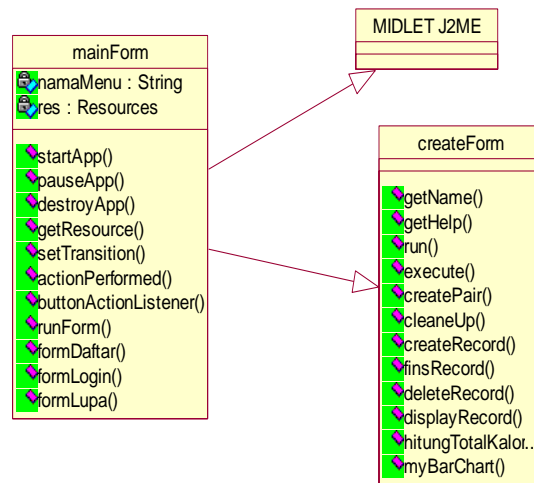 mainForm
namaMenu : String
res : Resources
startApp()
pauseApp()
destroyApp()
getResource()
setTransition()
actionPerformed()
buttonActionListener()
runForm()
formDaftar()
formLogin()
formLupa()
MIDLET J2ME
createForm
getName()
getHelp()
run()
execute()
createPair()
cleaneUp()
createRecord()
finsRecord()
deleteRecord()
displayRecord()
hitungTotalKalor..
myBarChart()